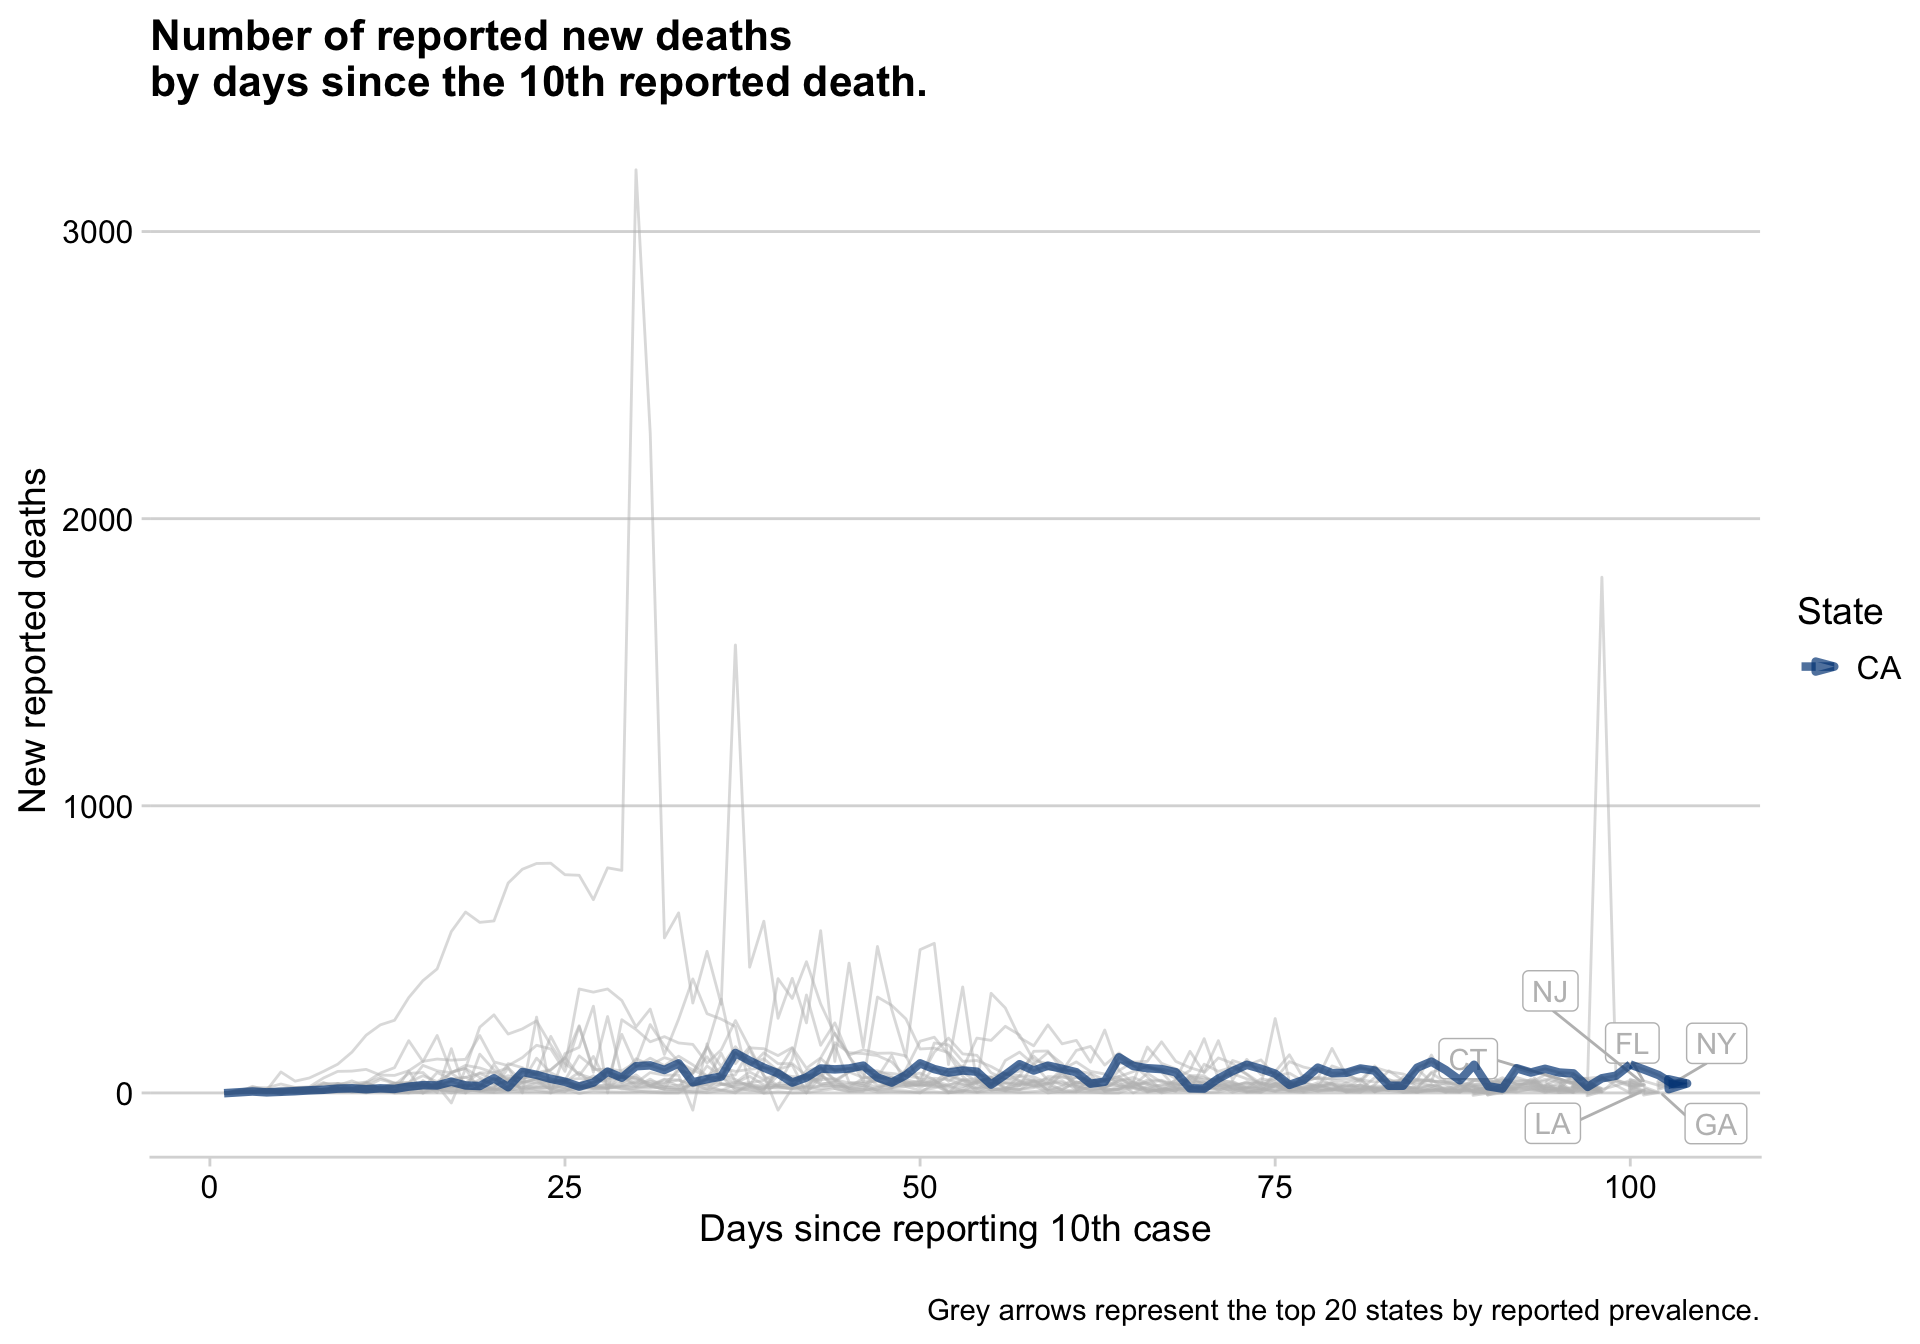 Number of reported new deaths
by days since the 10th reported death.
New reported deaths
3000
2000
1000
0
NJ
FL
NY
CT
LA
GA
0
25
50
75
100
Days since reporting 10th case
State
CA
Grey arrows represent the top 20 states by reported prevalence.